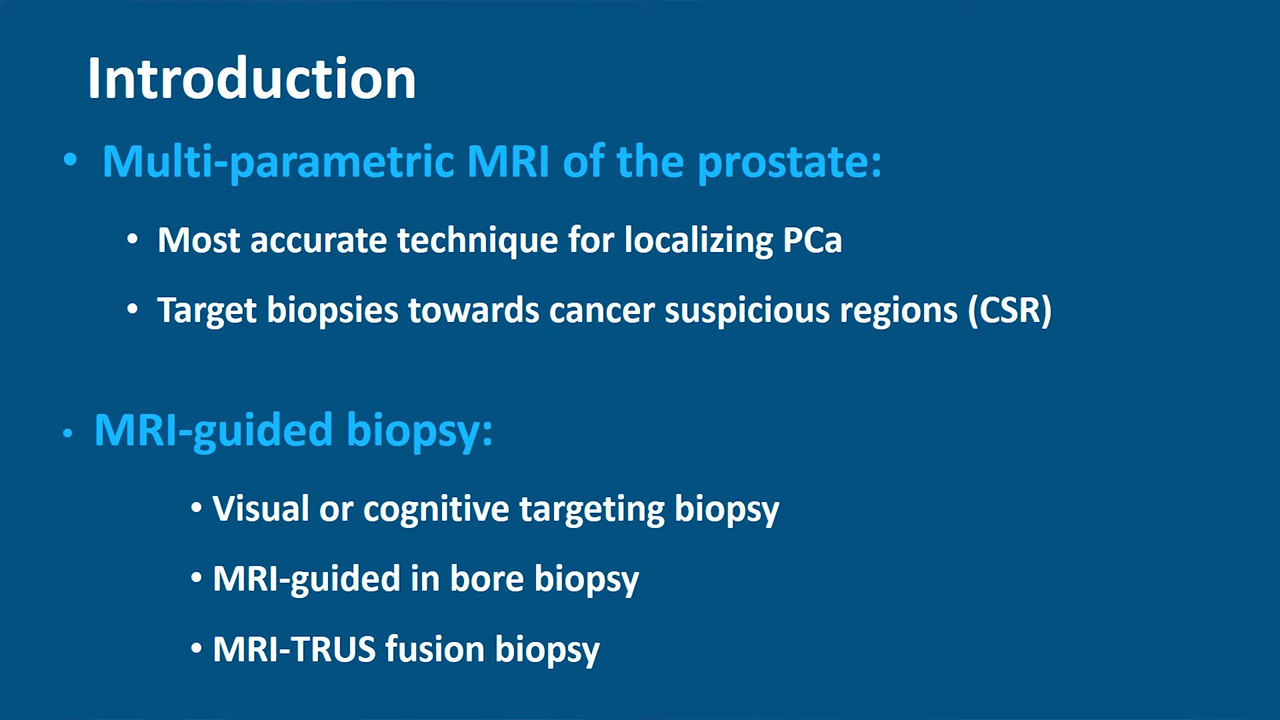 Introduction
• Multi-parametric MRI of the prostate:
• Most accurate technique for localizing PCa
• Target biopsies towards cancer suspicious regions (CSR)
• MRI-guided biopsy:
• Visual or cognitive targeting biopsy
• MRI-guided in bore biopsy
• MRI-TRUS fusion biopsy